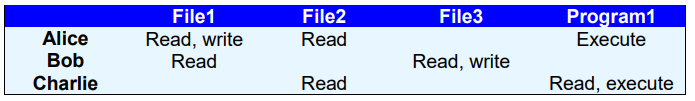 File1 File2 File3 Program1
Alice Read, write Read Execute
Bob Read Read, write
Charlie Read Read, execute